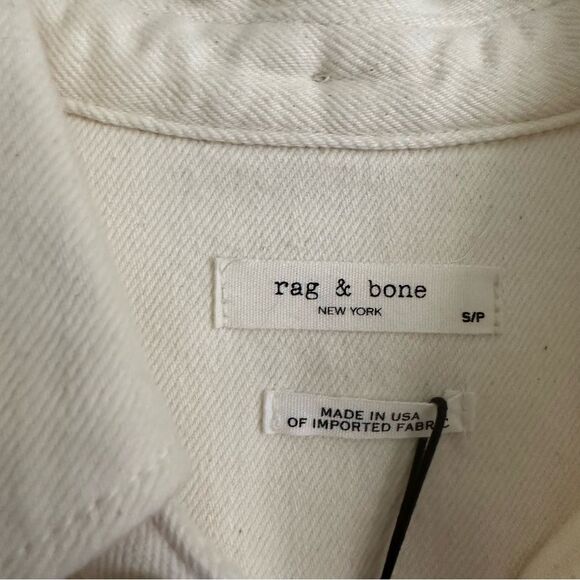 rag & bone
NEW YORK
S/P
MADE IN USA
OF IMPORTED FABRIC